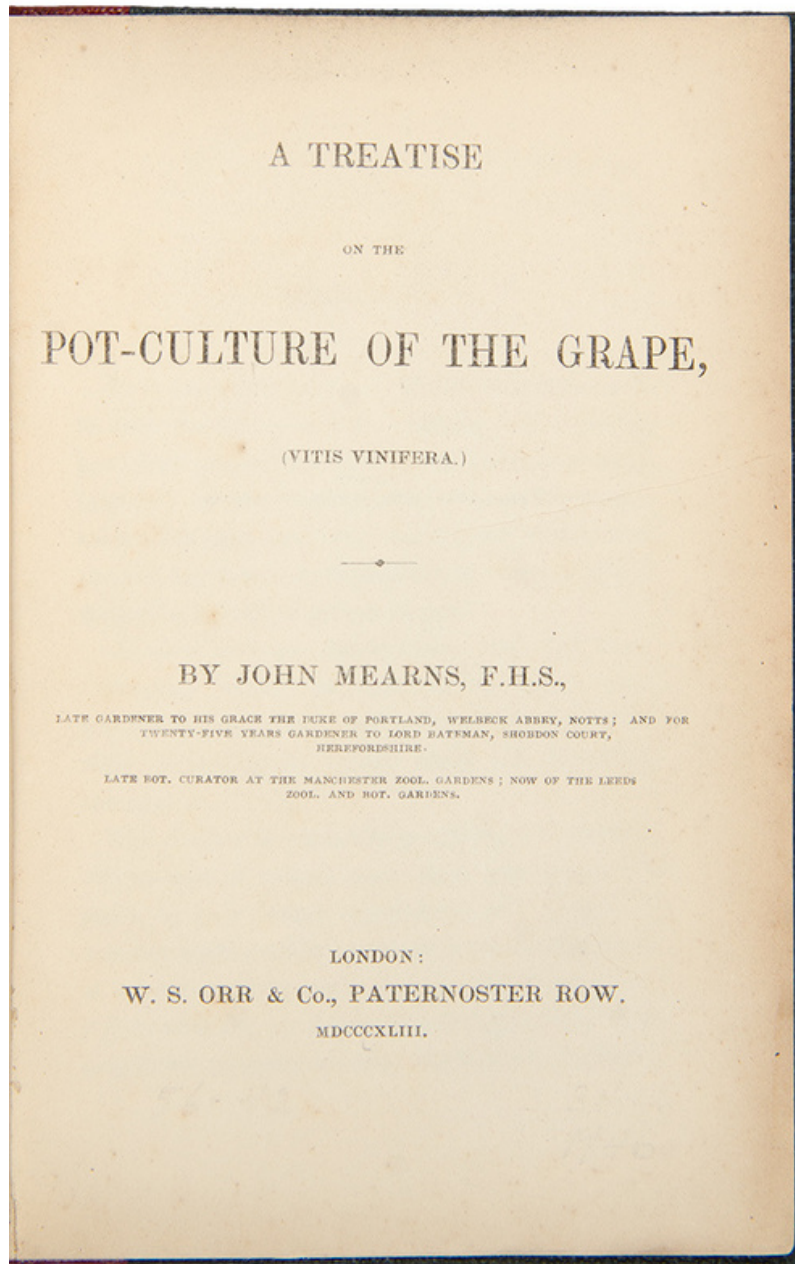 A TREATISE
ON THE
POT-CULTURE OF THE GRAPE,
(VITIS VINIFERA.)
BY JOHN MEARNS, F.H.S.,
LATE GARDENER TO HIS GRACE THE DUKE OF PORTLAND, WELBECK ABBEY, NOTTS; AND FOR
TWENTY-FIVE YEARS GARDENER TO LORD BATEMAN, SHOBDON COURT,
HEREFORDSHIRE.
LATE BOT. CURATOR AT THE MANCHESTER ZOOL. GARDENS; NOW OF THE LEEDS
ZOOL. AND BOT. GARDENS.
LONDON:
W. S. ORR & Co., PATERNOSTER ROW.
MDCCCXLIII.